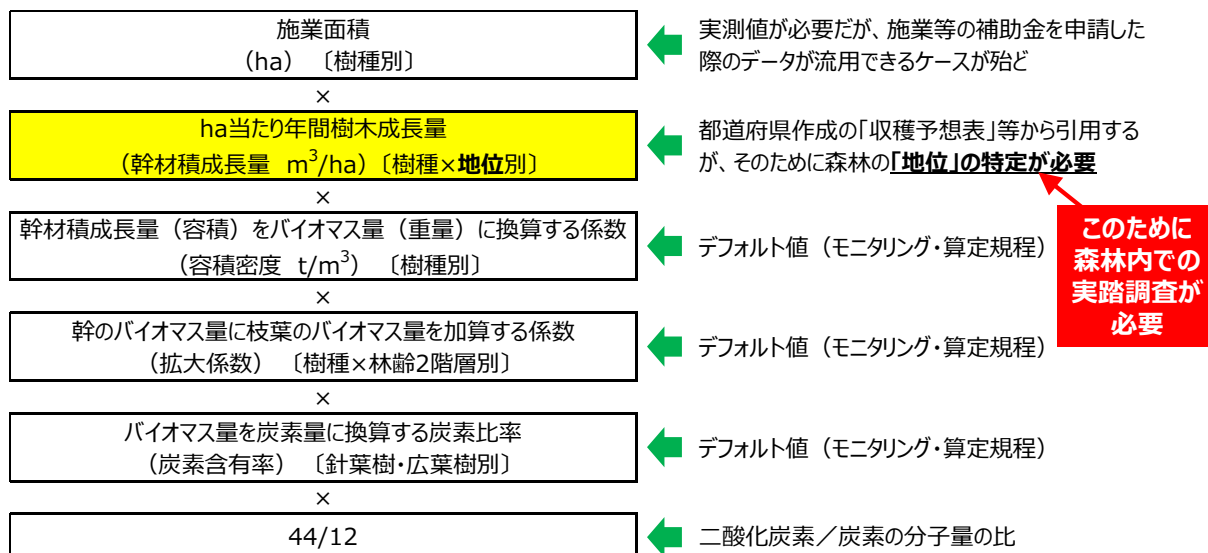 施業面積
(ha) 〔樹種別〕
実測値が必要だが、施業等の補助金を申請した
際のデータが流用できるケースが殆ど
×
ha当たり年間樹木成長量
（幹材積成長量 m³/ha）〔樹種×地位別〕
都道府県作成の「収穫予想表」等から引用する
が、そのために森林の「地位」の特定が必要
×
幹材積成長量（容積）をバイオマス量（重量）に換算する係数
（容積密度 t/m³） 〔樹種別〕
デフォルト値（モニタリング・算定規程）
このために
森林内での
実踏調査が
必要
×
幹のバイオマス量に枝葉のバイオマス量を加算する係数
（拡大係数） 〔樹種×林齢2階層別〕
デフォルト値（モニタリング・算定規程）
×
バイオマス量を炭素量に換算する炭素比率
（炭素含有率） 〔針葉樹・広葉樹別〕
デフォルト値（モニタリング・算定規程）
×
44/12
二酸化炭素／炭素の分子量の比